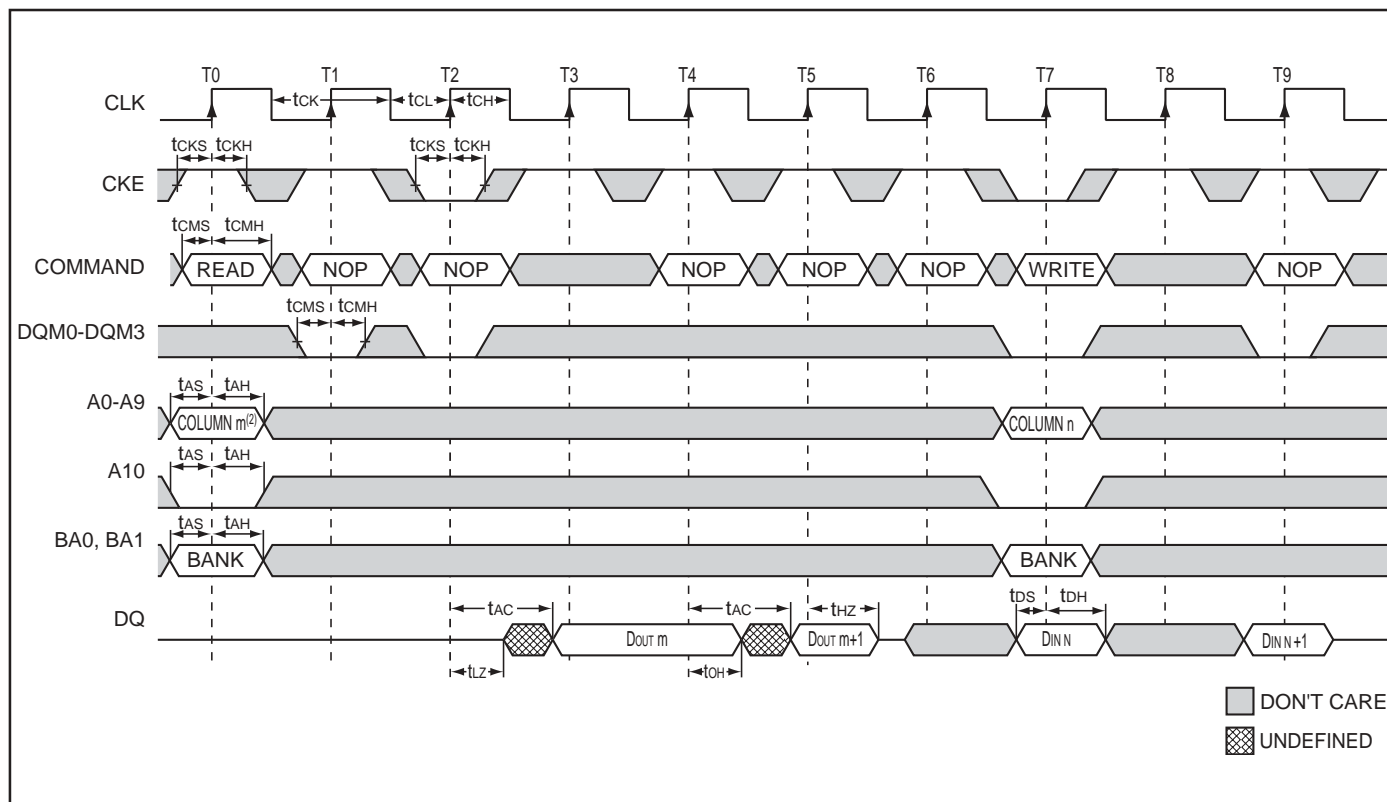 T0 T1 T2 T3 T4 T5 T6 T7 T8 T9
CLK tCK tCL tCH
tCKS tCKH tCKS tCKH
CKE
tCMS tCMH
COMMAND READ NOP NOP NOP NOP NOP WRITE NOP
tCMS tCMH
DQM0-DQM3
tAS tAH
A0-A9 COLUMN m(2) COLUMN n
tAS tAH
A10
tAS tAH
BA0, BA1 BANK BANK
tAC tAC tHZ tDS tDH
DQ DOUT m DOUT m+1 DIN N DIN N+1
tLZ tOH
DON'T CARE
UNDEFINED